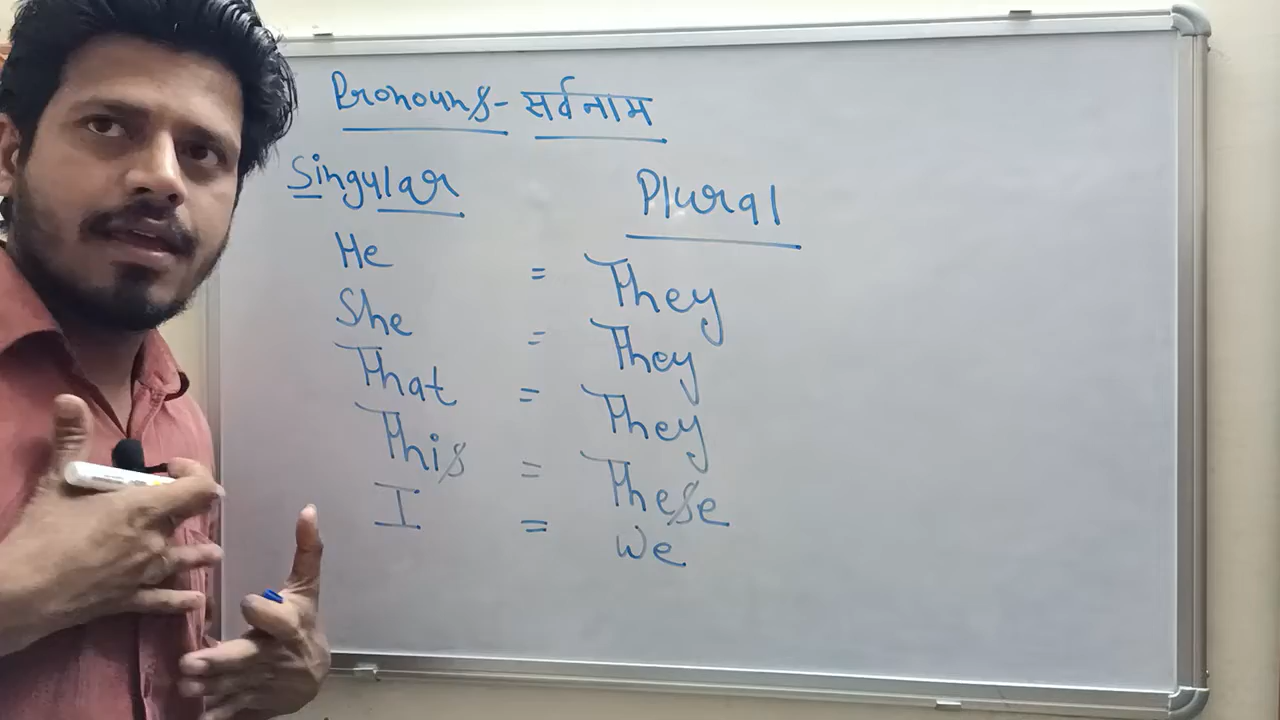 Pronouns - सर्वनाम
Singular Plural
He = They
She = They
That = They
This = These
I = We